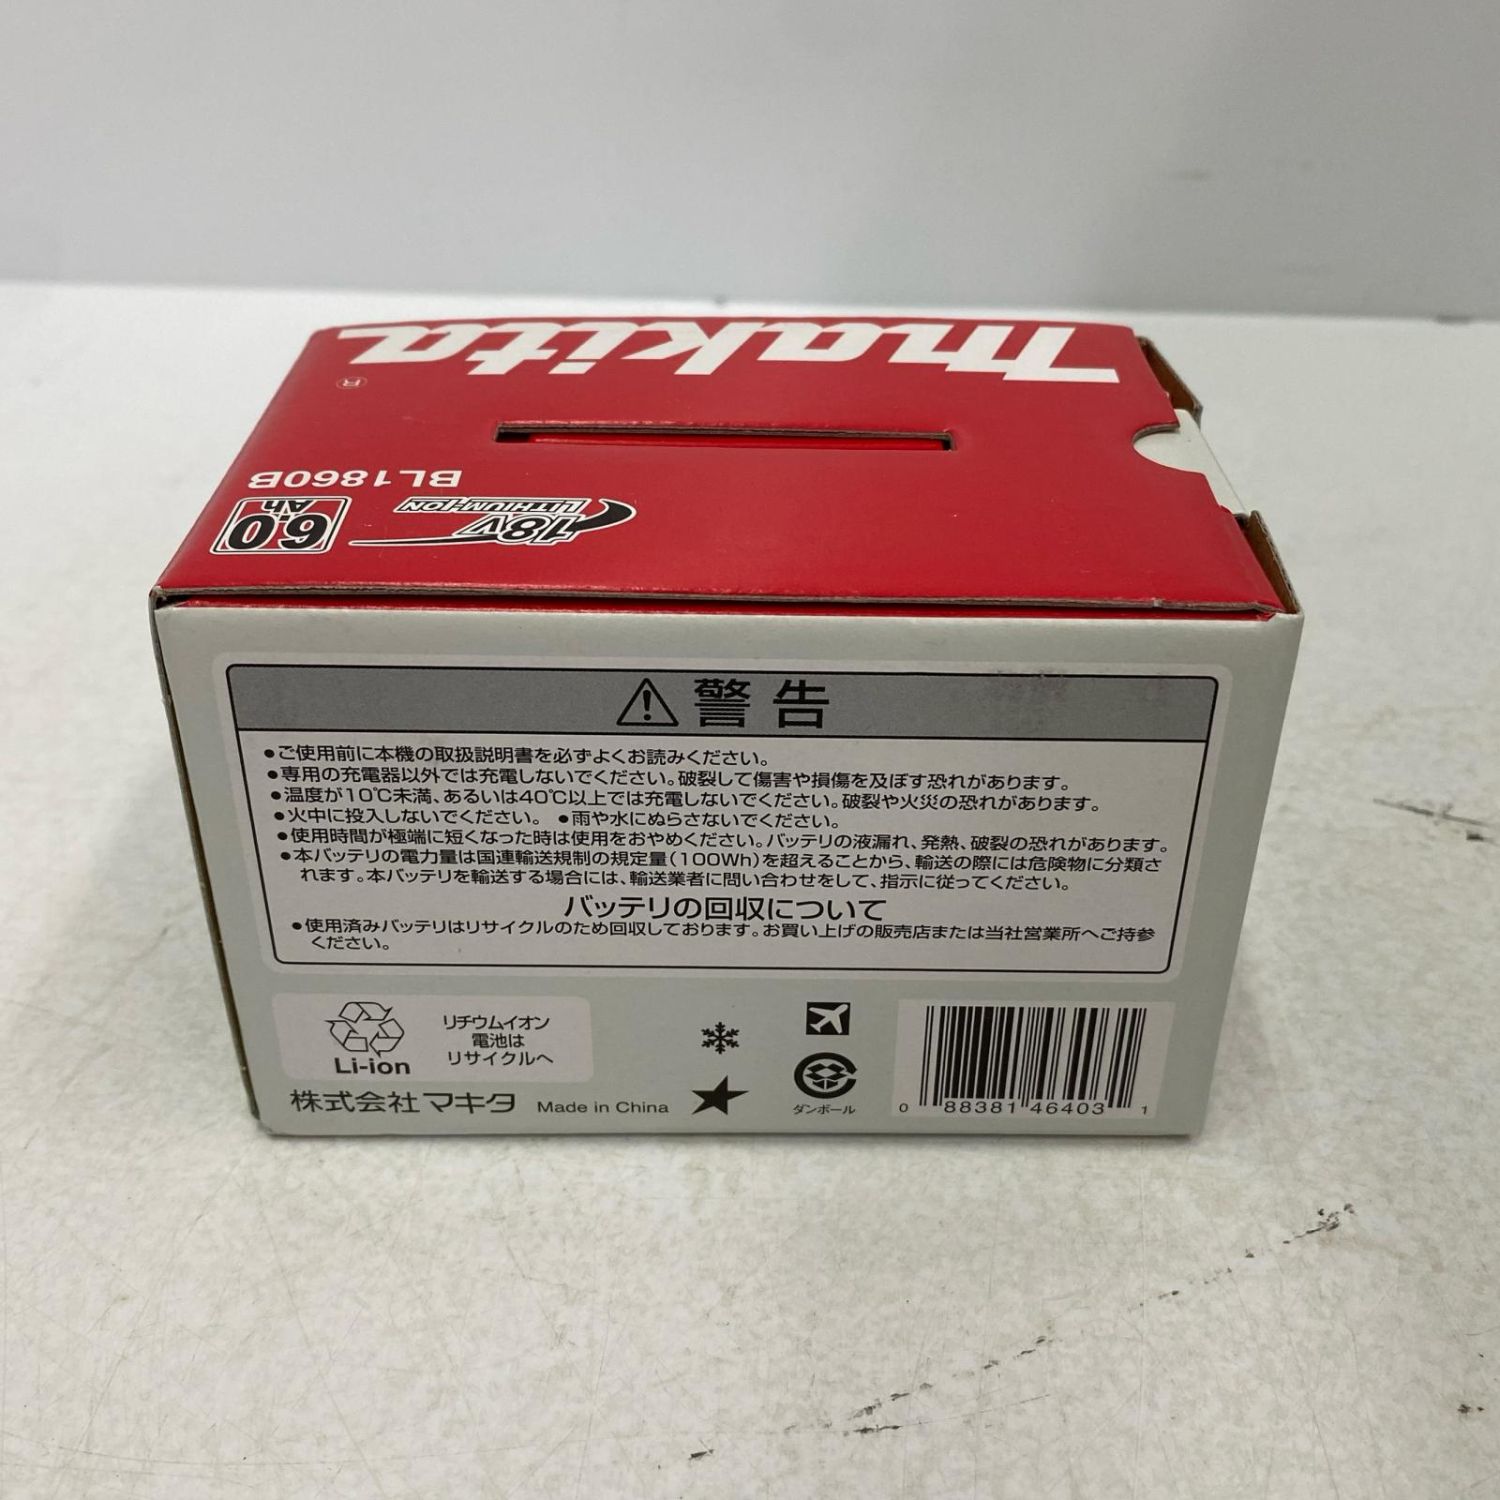 makita
®
BL1860B
18V
LITHIUM-ION
6.0
Ah
警告
●ご使用前に本機の取扱説明書を必ずよくお読みください。
●専用の充電器以外では充電しないでください。破裂して傷害や損傷を及ぼす恐れがあります。
●温度が10℃未満、あるいは40℃以上では充電しないでください。破裂や火災の恐れがあります。
●火中に投入しないでください。 ●雨や水にぬらさないでください。
●使用時間が極端に短くなった時は使用をおやめください。バッテリの液漏れ、発熱、破裂の恐れがあります。
●本バッテリの電力量は国連輸送規制の規定量(100Wh)を超えることから、輸送の際には危険物に分類さ
れます。本バッテリを輸送する場合には、輸送業者に問い合わせをして、指示に従ってください。
バッテリの回収について
●使用済みバッテリはリサイクルのため回収しております。お買い上げの販売店または当社営業所へご持参
ください。
Li-ion
リチウムイオン
電池は
リサイクルへ
株式会社マキタ Made in China
ダンボール
0 88381 46403 1